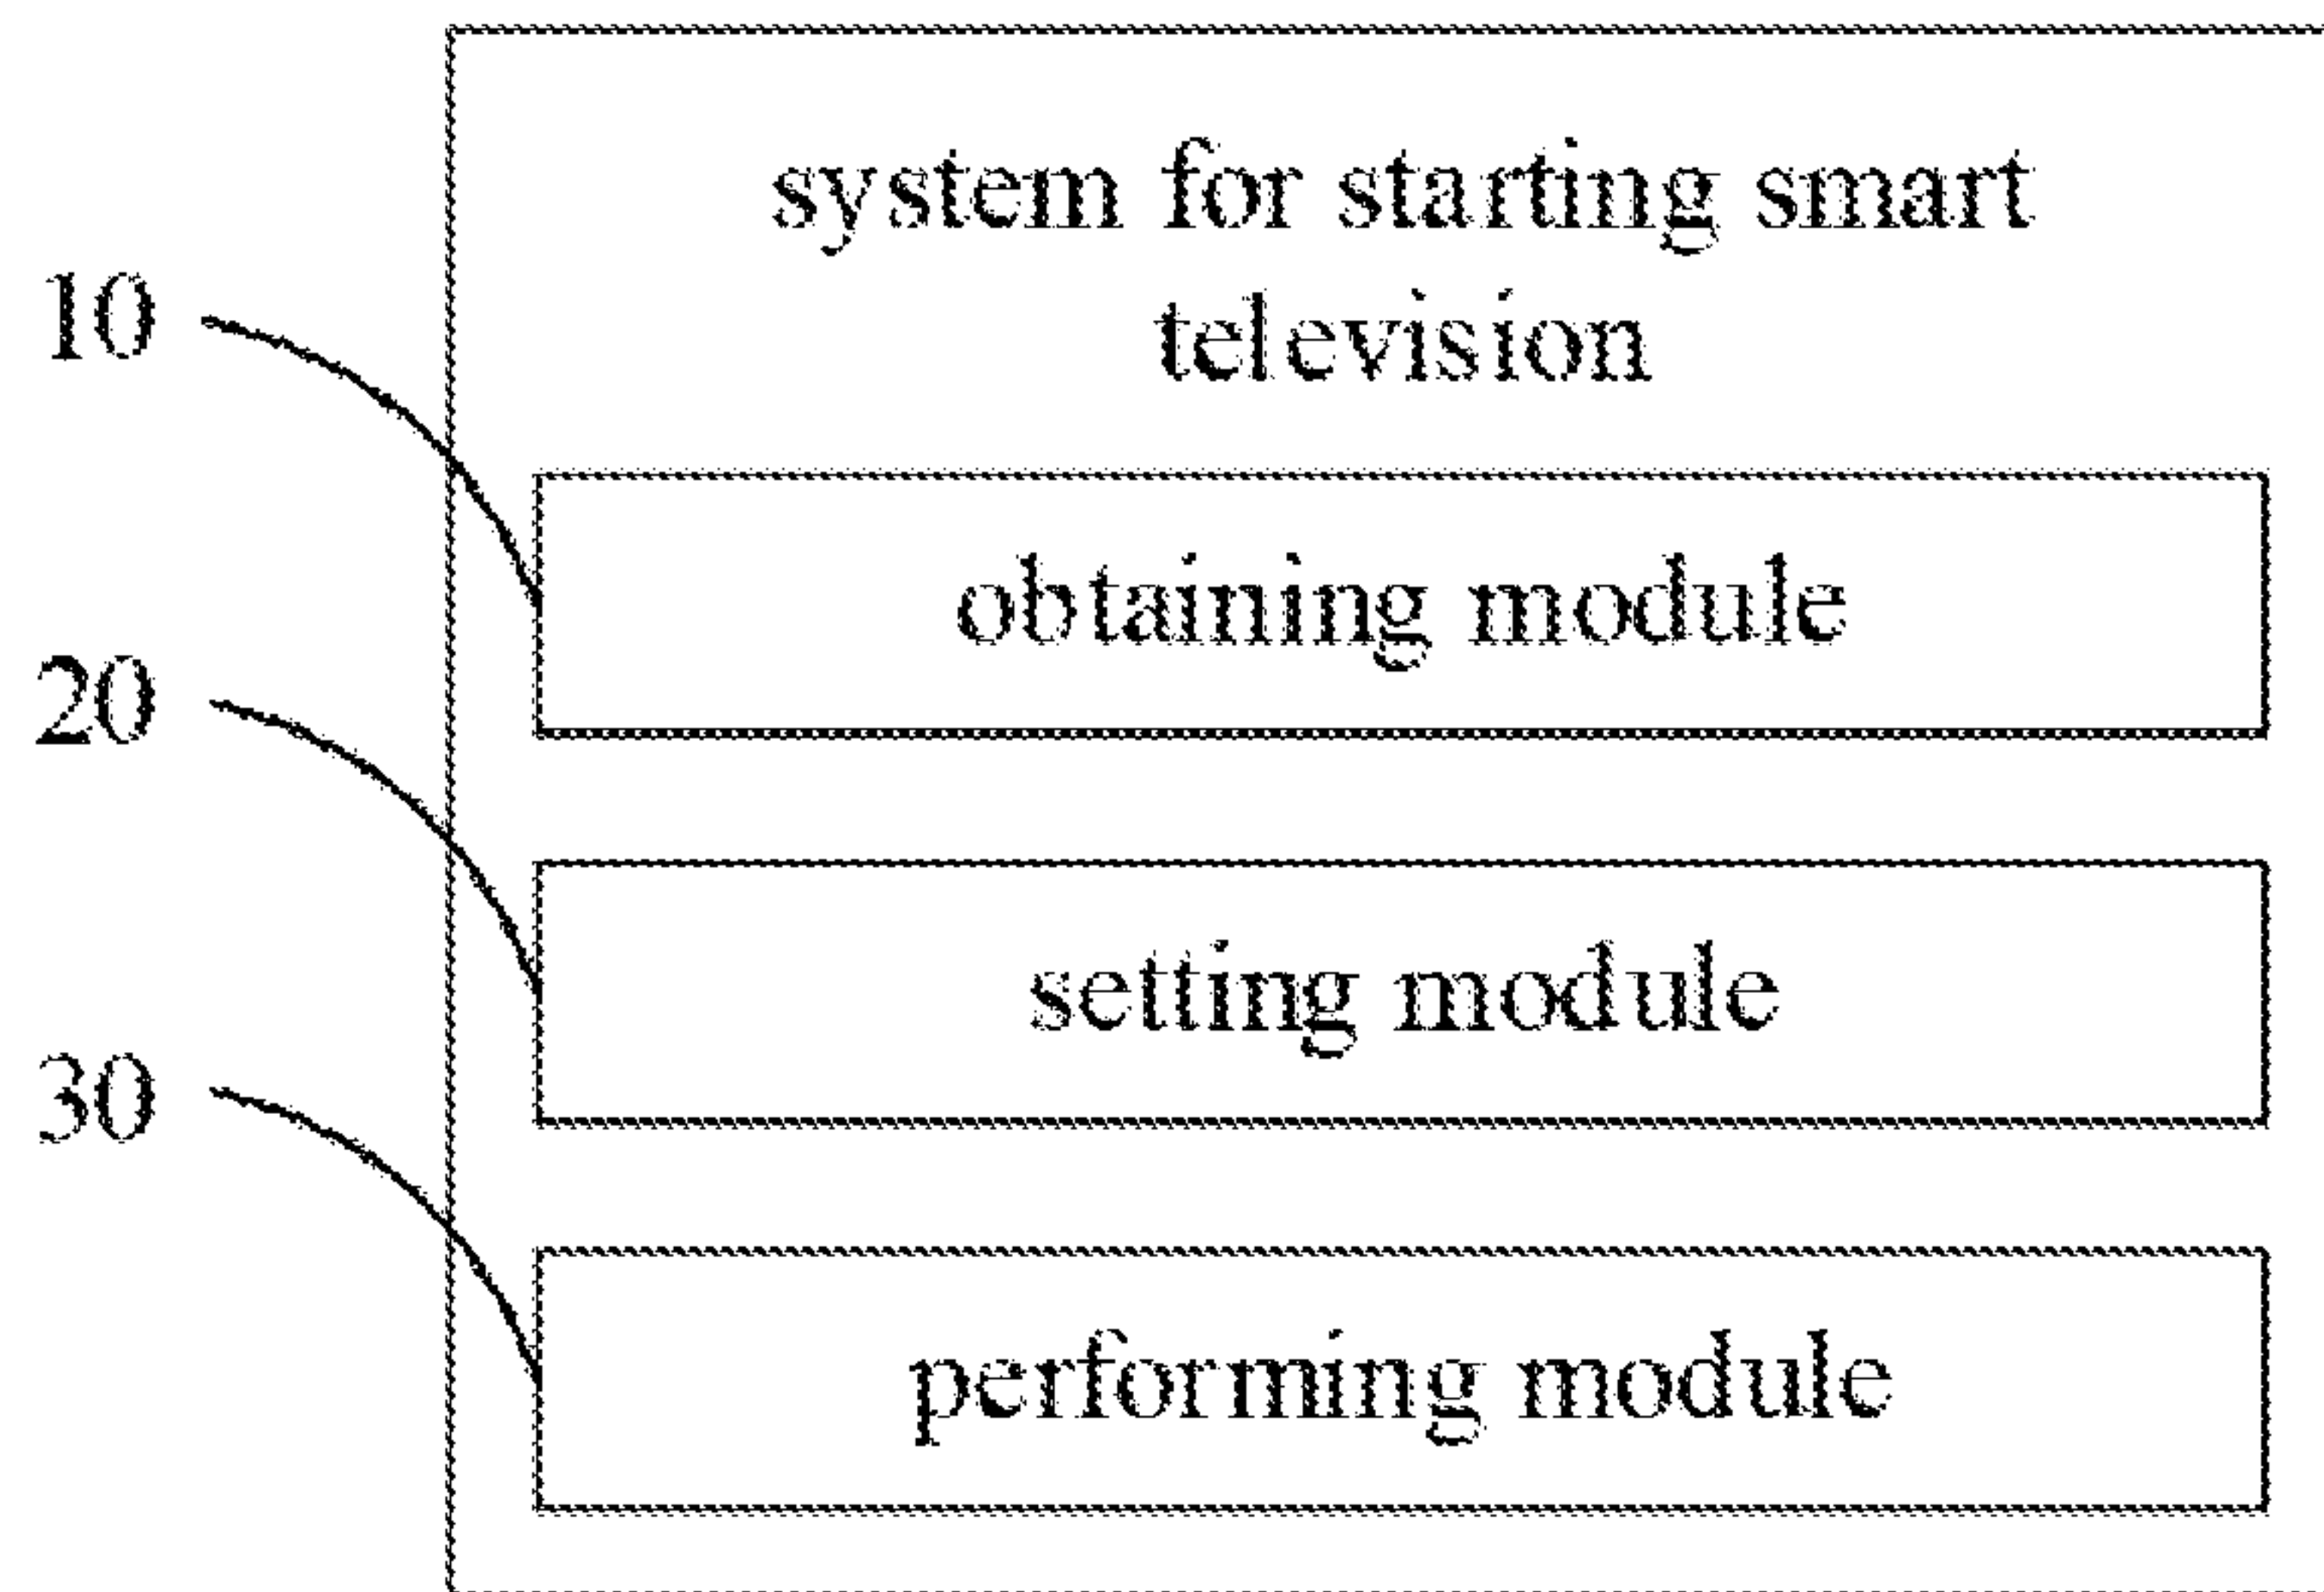 system for starting smart
television
10
obtaining module
20
setting module
30
performing module